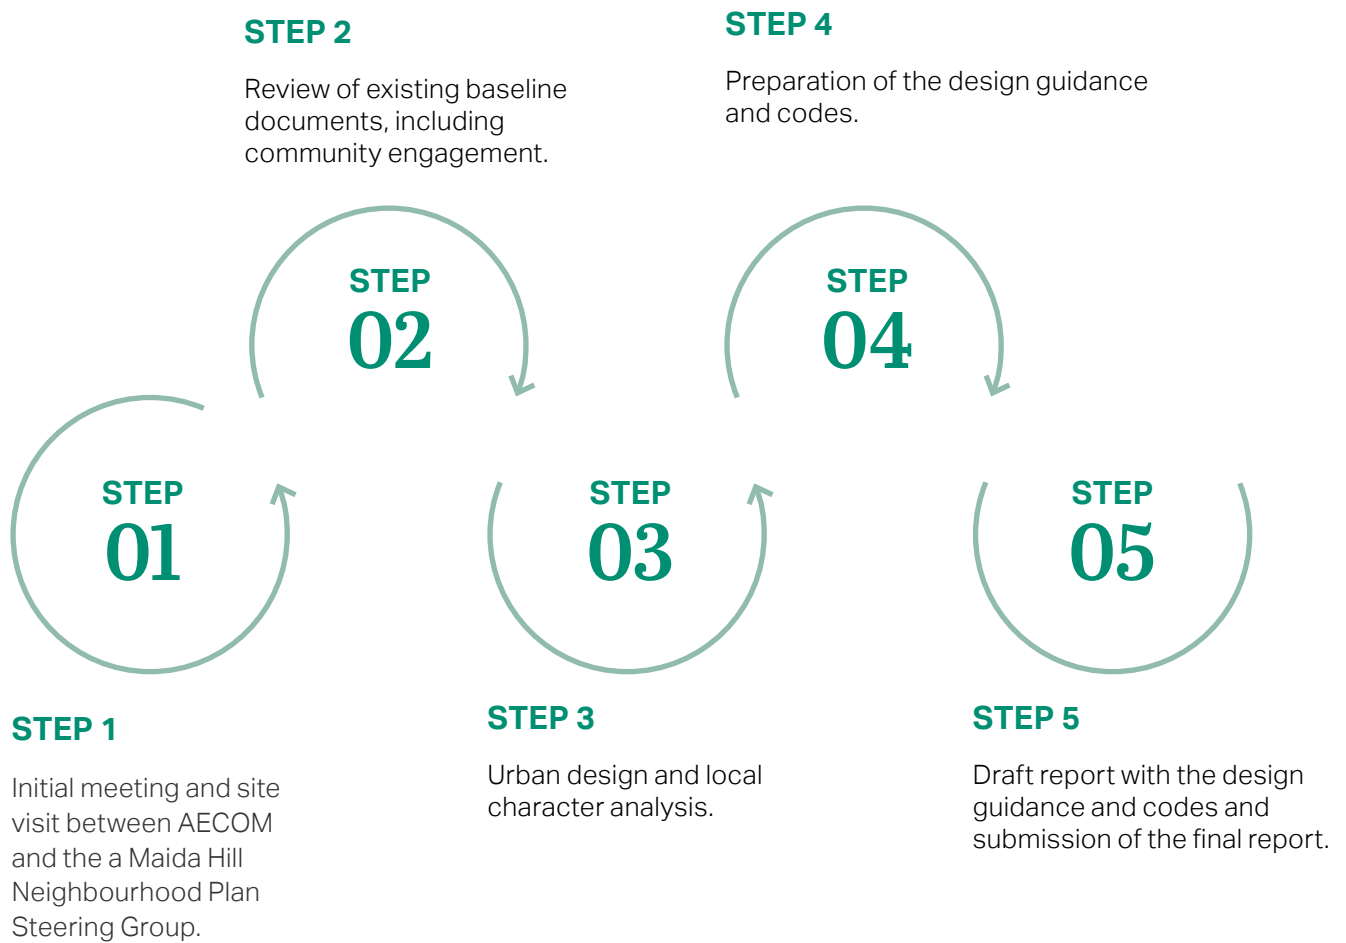 STEP 2
Review of existing baseline
documents, including
community engagement.
STEP 4
Preparation of the design guidance
and codes.
STEP
02
STEP
04
STEP
01
STEP
03
STEP
05
STEP 1
Initial meeting and site
visit between AECOM
and the a Maida Hill
Neighbourhood Plan
Steering Group.
STEP 3
Urban design and local
character analysis.
STEP 5
Draft report with the design
guidance and codes and
submission of the final report.